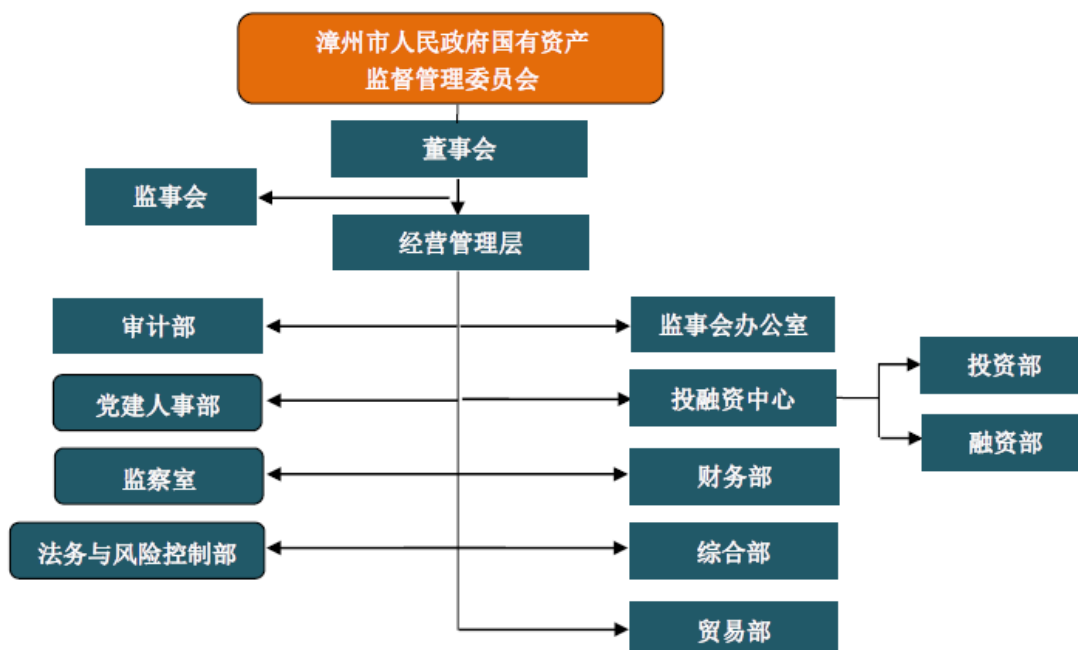 漳州市人民政府国有资产
监督管理委员会
董事会
监事会
经营管理层
审计部
监事会办公室
投资部
党建人事部
投融资中心
融资部
监察室
财务部
法务与风险控制部
综合部
贸易部